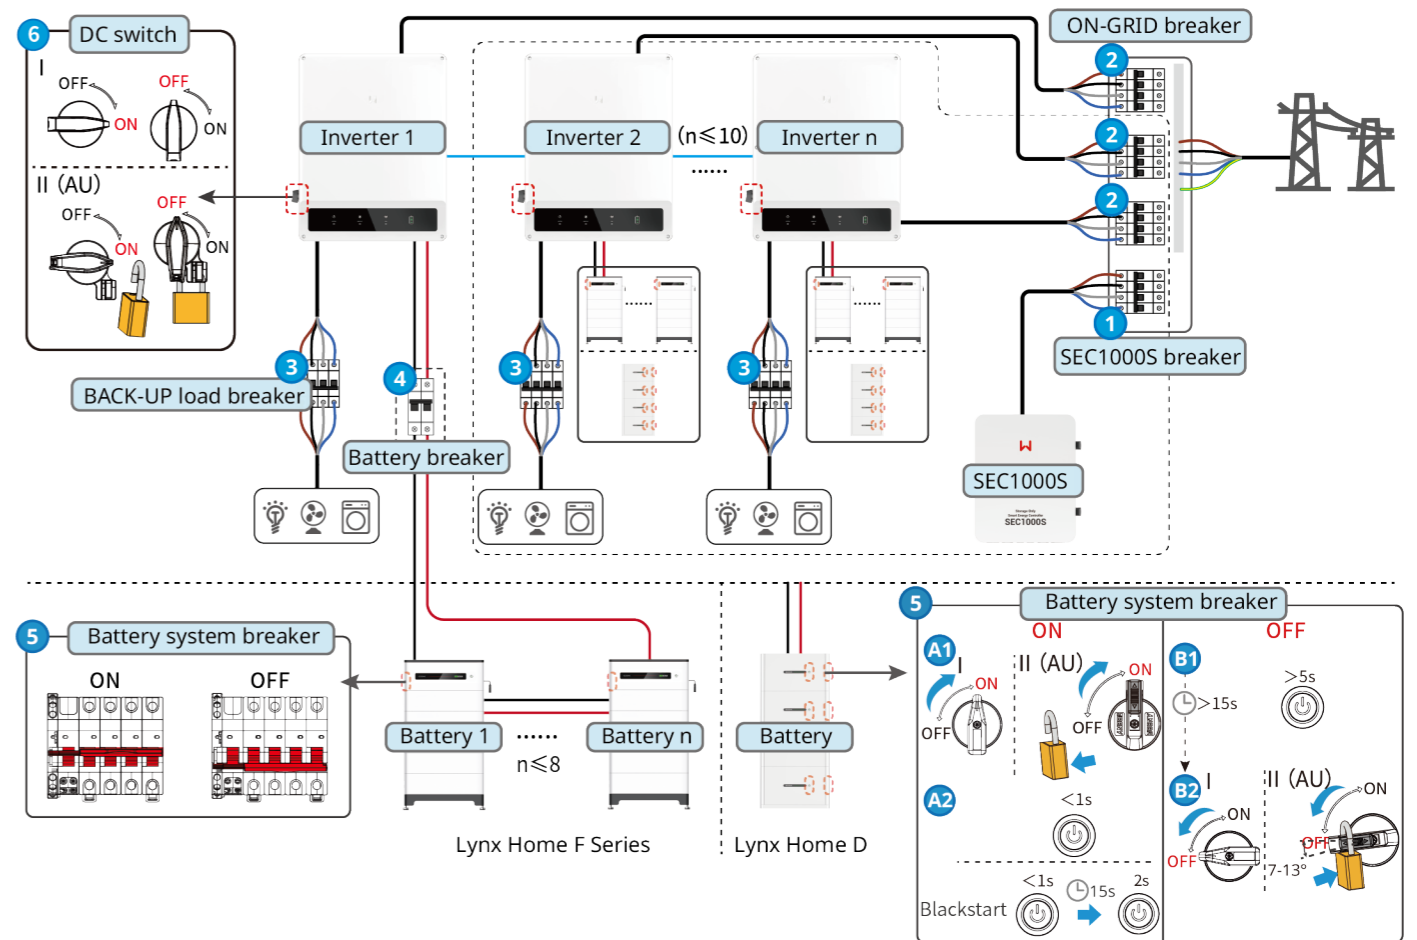 6
DC switch
I
OFF
ON
OFF
ON
II (AU)
OFF
ON
OFF
ON
Inverter 1
Inverter 2
(n≤10)
......
Inverter n
ON-GRID breaker
2
2
2
1
SEC1000S breaker
3
BACK-UP load breaker
4
Battery breaker
3
......
3
......
SEC1000S
SEC1000S
5
Battery system breaker
ON
OFF
Battery 1
......
n≤8
Battery n
Lynx Home F Series
Battery
Lynx Home D
5
Battery system breaker
ON
A1
I
ON
OFF
II (AU)
ON
OFF
A2
<1s
Blackstart
<1s
15s
2s
OFF
B1
>15s
>5s
B2
I
ON
OFF
II (AU)
ON
OFF
7-13°